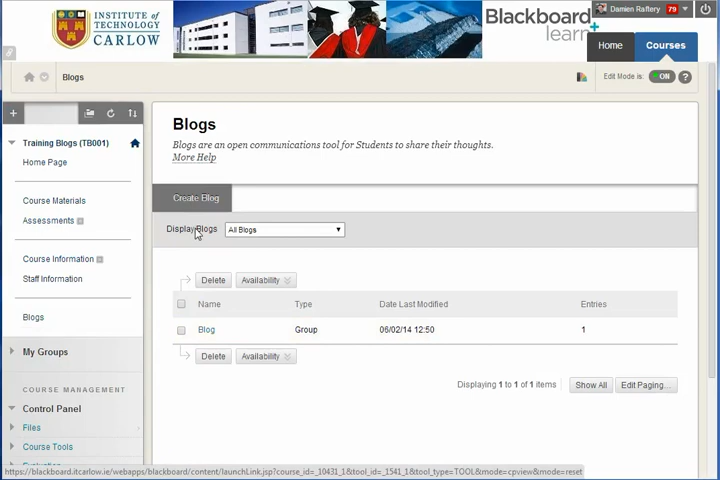 INSTITUTE of
TECHNOLOGY
CARLOW
Blackboard
learn+
Damien Raftery 79
Home
Courses
Blogs
Edit Mode is: ON ?
Training Blogs (TB001)
Home Page
Course Materials
Assessments
Course Information
Staff Information
Blogs
My Groups
COURSE MANAGEMENT
Control Panel
Files
Course Tools
Blogs
Blogs are an open communications tool for Students to share their thoughts.
More Help
Create Blog
Display Blogs All Blogs
Delete Availability
Name Type Date Last Modified Entries
Blog Group 06/02/14 12:50 1
Delete Availability
Displaying 1 to 1 of 1 items Show All Edit Paging...
https://blackboard.itcarlow.ie/webapps/blackboard/content/launchLink.jsp?course_id=_10431_1&tool_id=_1541_1&tool_type=TOOL&mode=cpview&mode=reset